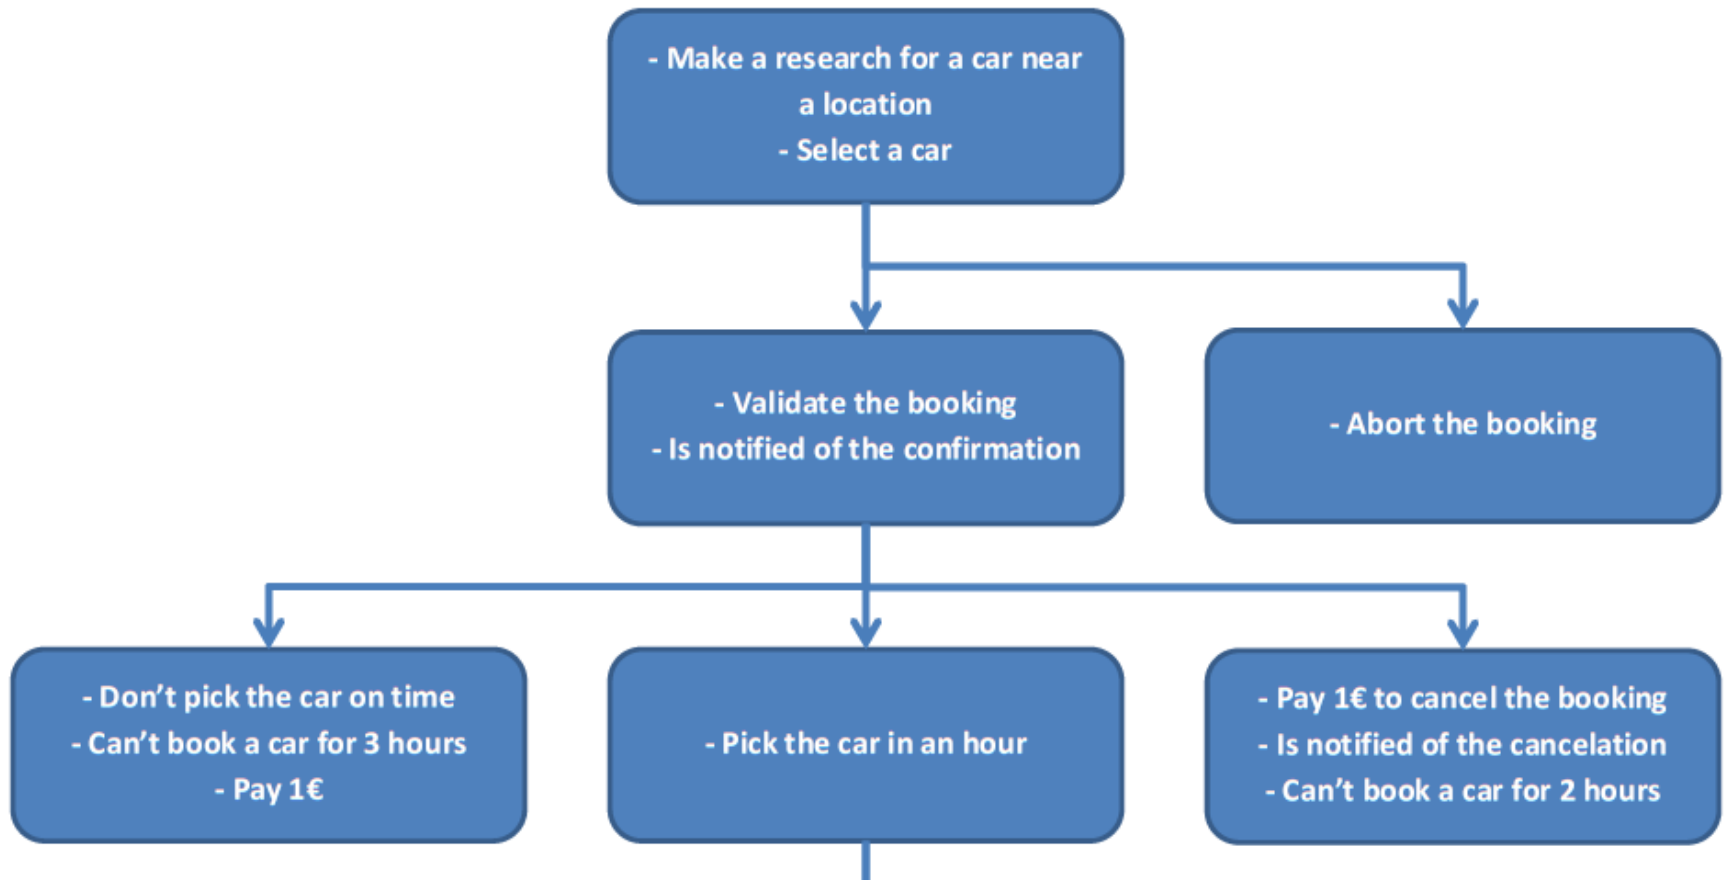 - Make a research for a car near
a location
- Select a car
- Validate the booking
- Is notified of the confirmation
- Abort the booking
- Don't pick the car on time
- Can't book a car for 3 hours
- Pay 1€
- Pick the car in an hour
- Pay 1€ to cancel the booking
- Is notified of the cancelation
- Can't book a car for 2 hours